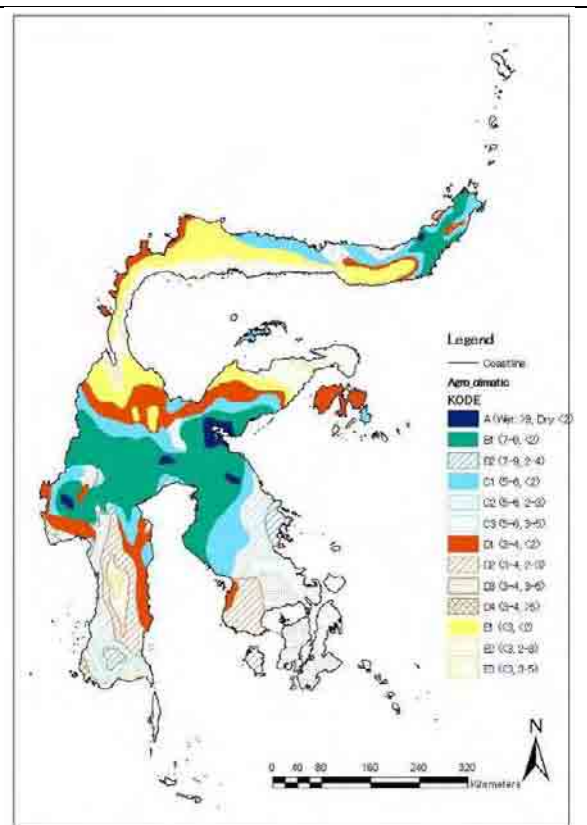 Legend
Coastline
Agro_climatic
KODE
A (Wet: >9, Dry <2)
B1 (7-9, <2)
B2 (7-9, 2-4)
C1 (5-6, <2)
C2 (5-6, 2-3)
C3 (5-6, 3-5)
D1 (3-4, <2)
D2 (3-4, 2-3)
D3 (3-4, 3-5)
D4 (3-4, >5)
E1 (<3, <2)
E2 (<3, 2-3)
E3 (<3, 3-5)
N
0 40 80 160 240 320
Kilometers